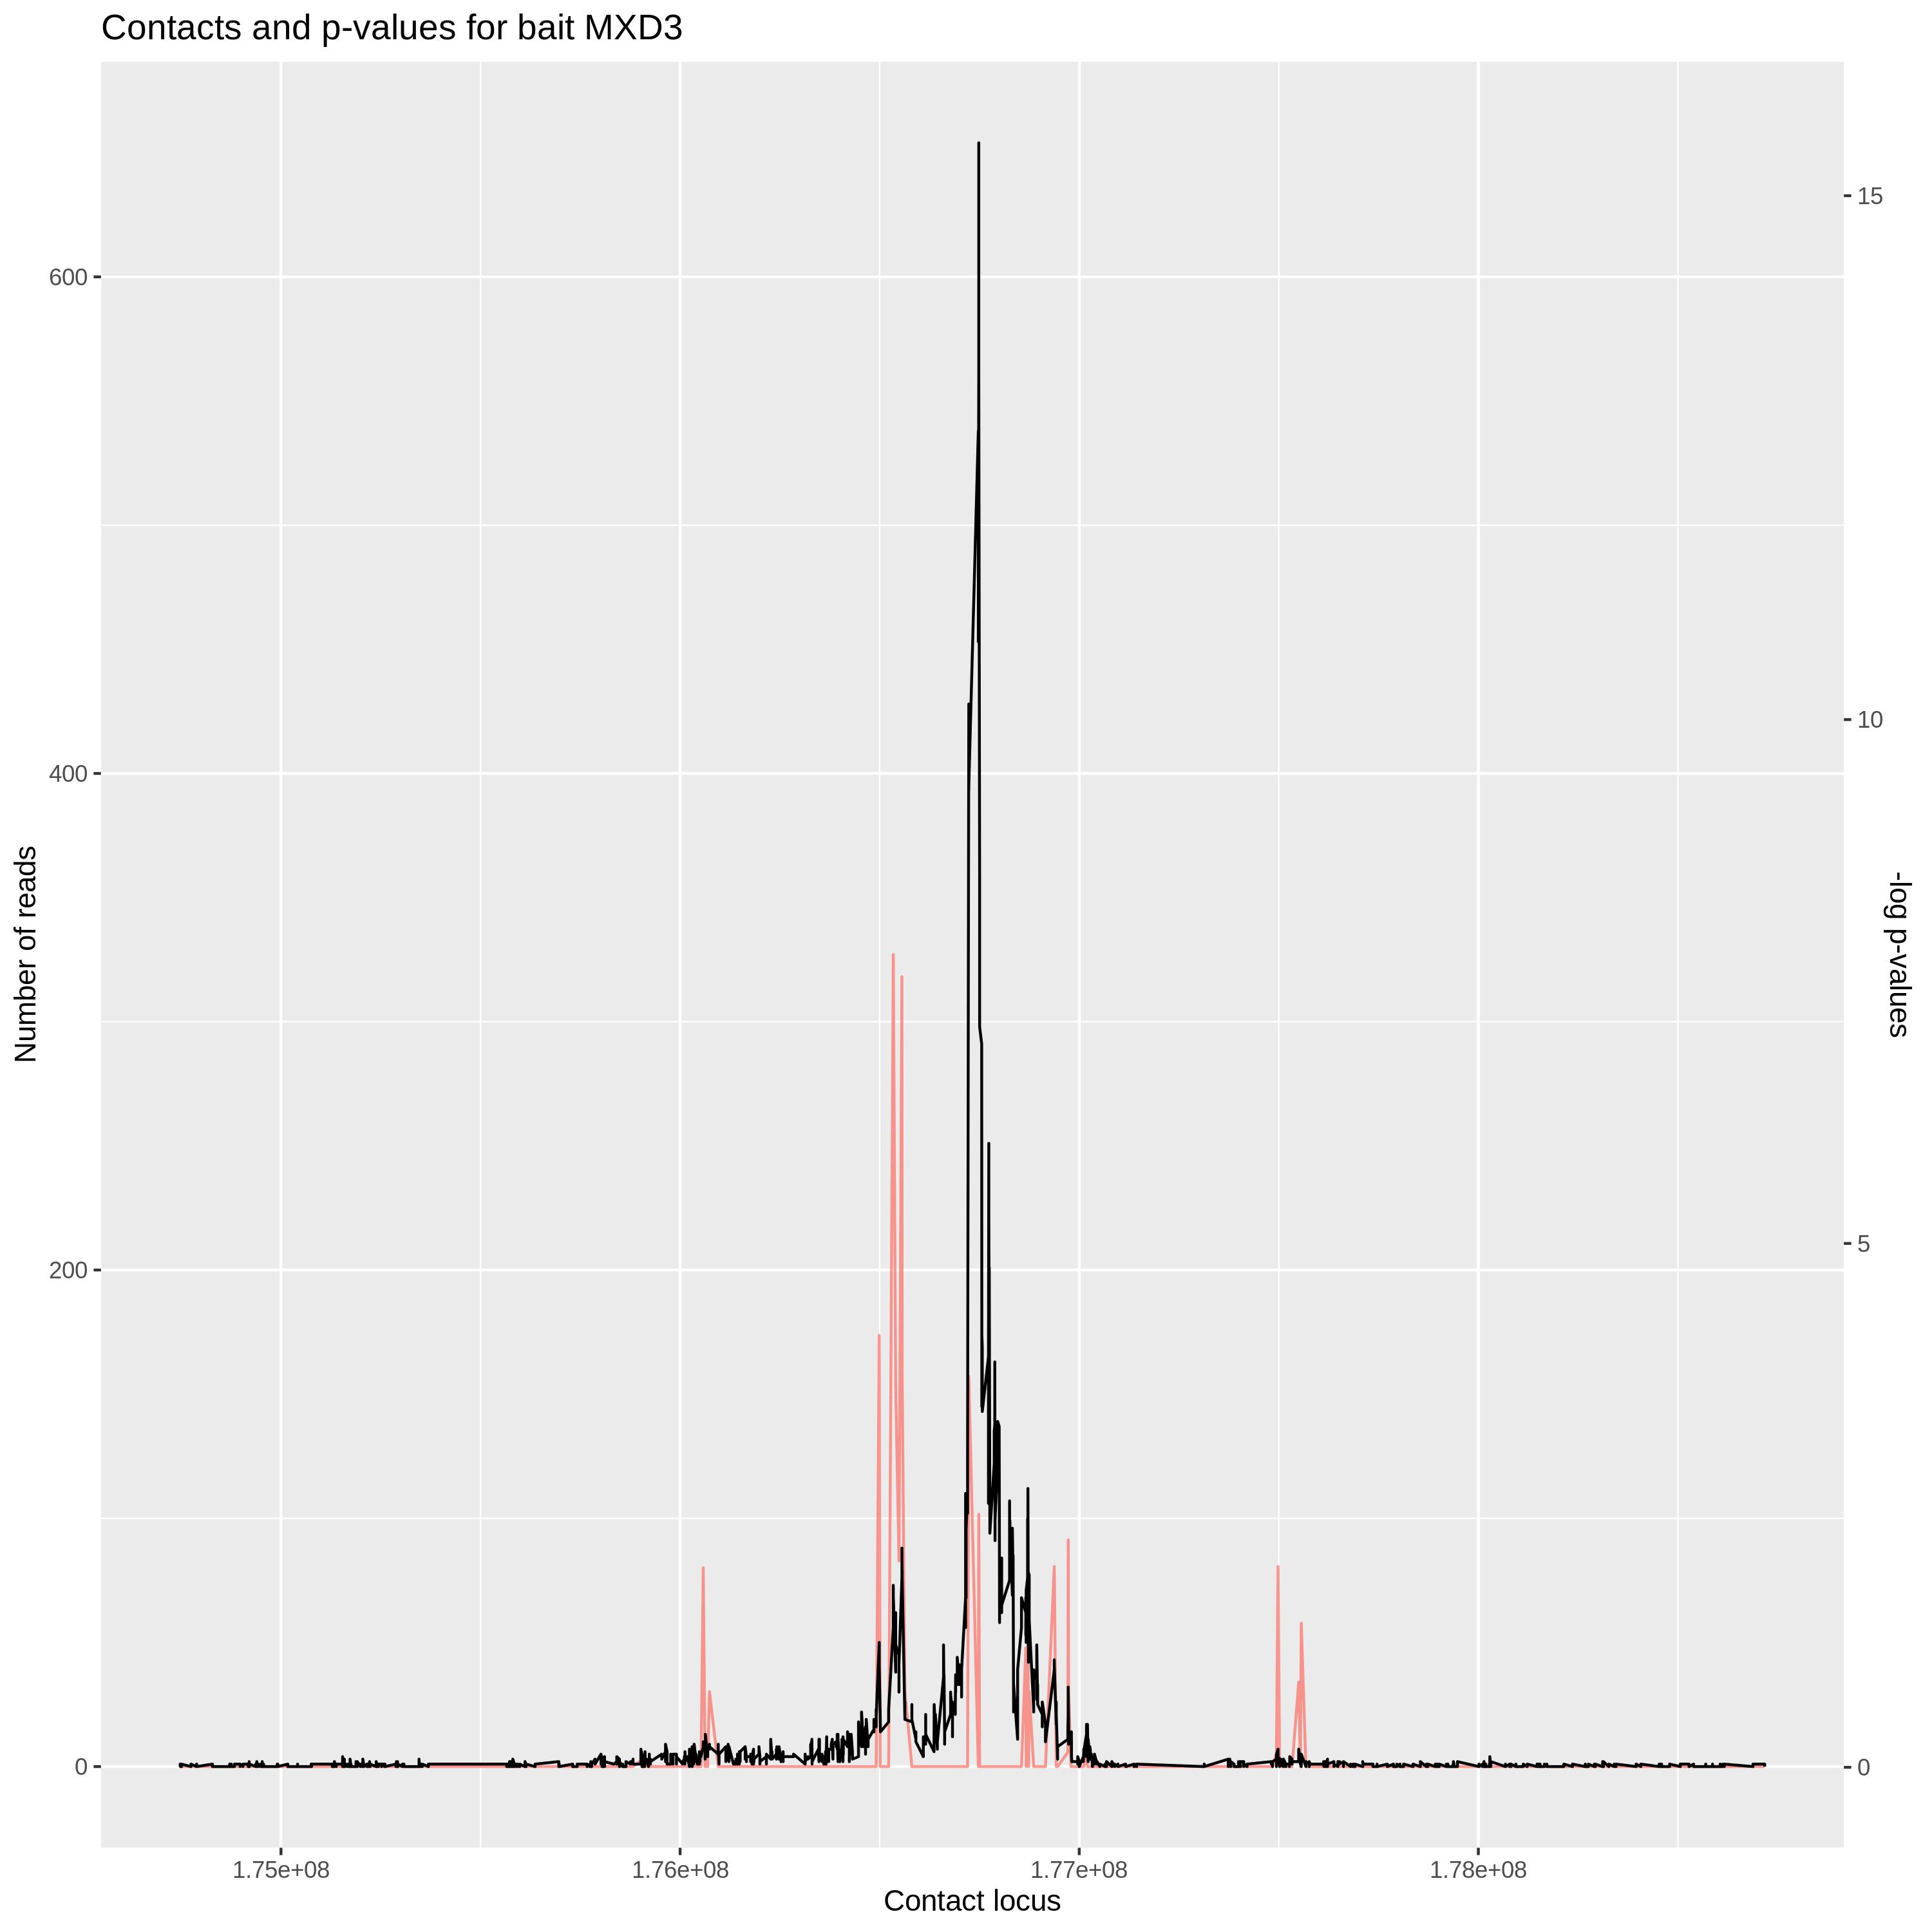 Contacts and p-values for bait MXD3
600
400
200
0
Number of reads
15
10
5
0
-log p-values
1.75e+08
1.76e+08
1.77e+08
1.78e+08
Contact locus